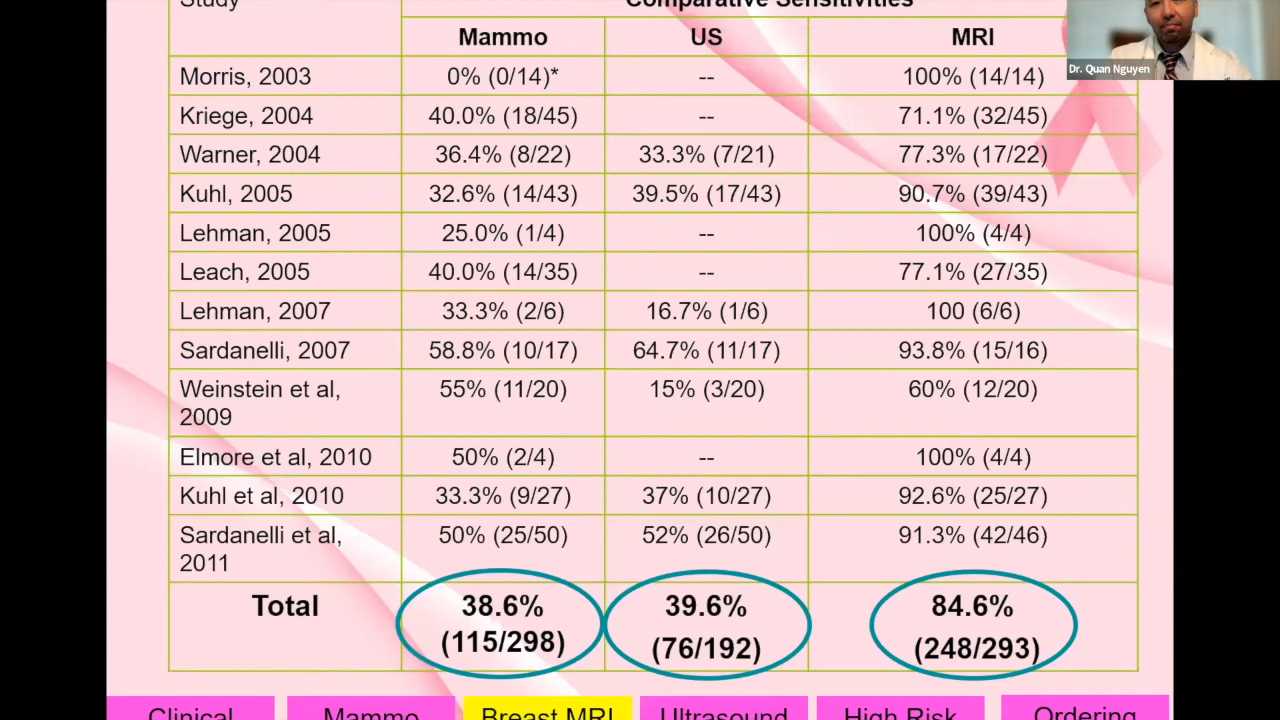 Study Comparative Sensitivities
Mammo US MRI
Dr. Quan Nguyen
Morris, 2003 0% (0/14)* -- 100% (14/14)
Kriege, 2004 40.0% (18/45) -- 71.1% (32/45)
Warner, 2004 36.4% (8/22) 33.3% (7/21) 77.3% (17/22)
Kuhl, 2005 32.6% (14/43) 39.5% (17/43) 90.7% (39/43)
Lehman, 2005 25.0% (1/4) -- 100% (4/4)
Leach, 2005 40.0% (14/35) -- 77.1% (27/35)
Lehman, 2007 33.3% (2/6) 16.7% (1/6) 100 (6/6)
Sardanelli, 2007 58.8% (10/17) 64.7% (11/17) 93.8% (15/16)
Weinstein et al, 55% (11/20) 15% (3/20) 60% (12/20)
2009
Elmore et al, 2010 50% (2/4) -- 100% (4/4)
Kuhl et al, 2010 33.3% (9/27) 37% (10/27) 92.6% (25/27)
Sardanelli et al, 50% (25/50) 52% (26/50) 91.3% (42/46)
2011
Total 38.6% 39.6% 84.6%
(115/298) (76/192) (248/293)
Clinical Mammo Breast MRI Ultrasound High Risk Ordering